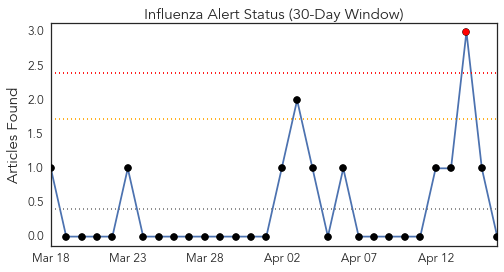 Influenza Alert Status (30-Day Window)
Articles Found
3.0
2.5
2.0
1.5
1.0
0.5
0.0
Mar 18 Mar 23 Mar 28 Apr 02 Apr 07 Apr 12